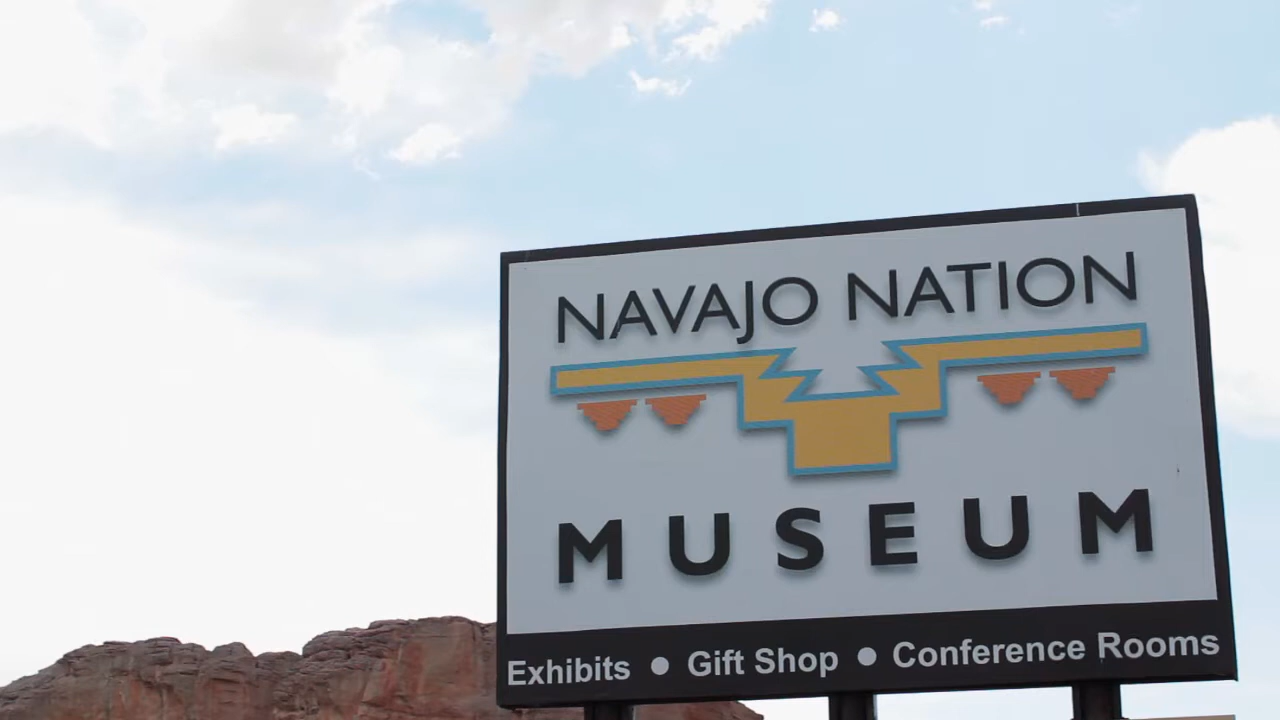 NAVAJO NATION
MUSEUM
Exhibits • Gift Shop • Conference Rooms